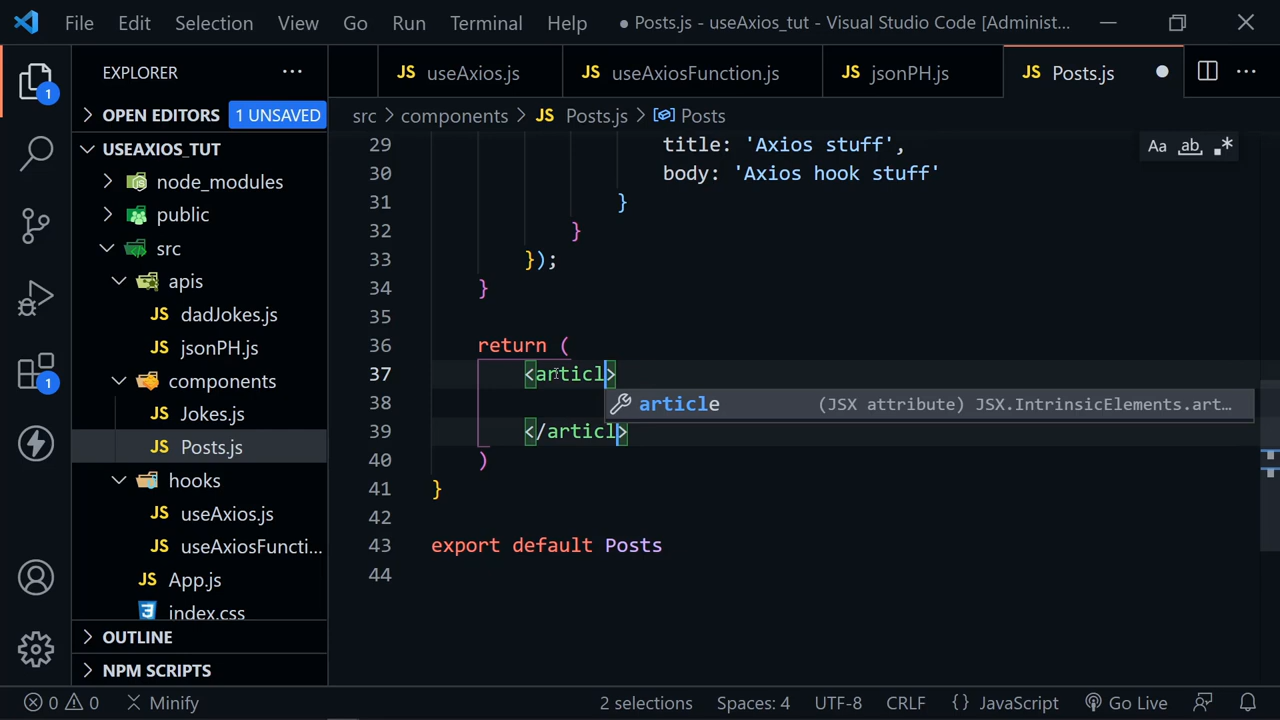 File Edit Selection View Go Run Terminal Help ● Posts.js - useAxios_tut - Visual Studio Code [Administ...
EXPLORER ...
JS useAxios.js JS useAxiosFunction.js JS jsonPH.js JS Posts.js ● ...
1
OPEN EDITORS 1 UNSAVED
src > components > JS Posts.js > Posts
USEAXIOS_TUT
Aa ab .*
node_modules
public
src
apis
JS dadJokes.js
JS jsonPH.js
components
1
JS Jokes.js
JS Posts.js
hooks
JS useAxios.js
JS useAxiosFuncti...
JS App.js
index.css
OUTLINE
NPM SCRIPTS
29 title: 'Axios stuff',
30 body: 'Axios hook stuff'
31 }
32 }
33 });
34 }
35
36 return (
37 <articl>
38 article (JSX attribute) JSX.IntrinsicElements.art...
39 </articl>
40 )
41 }
42
43 export default Posts
44
0 0 Minify 2 selections Spaces: 4 UTF-8 CRLF {} JavaScript Go Live